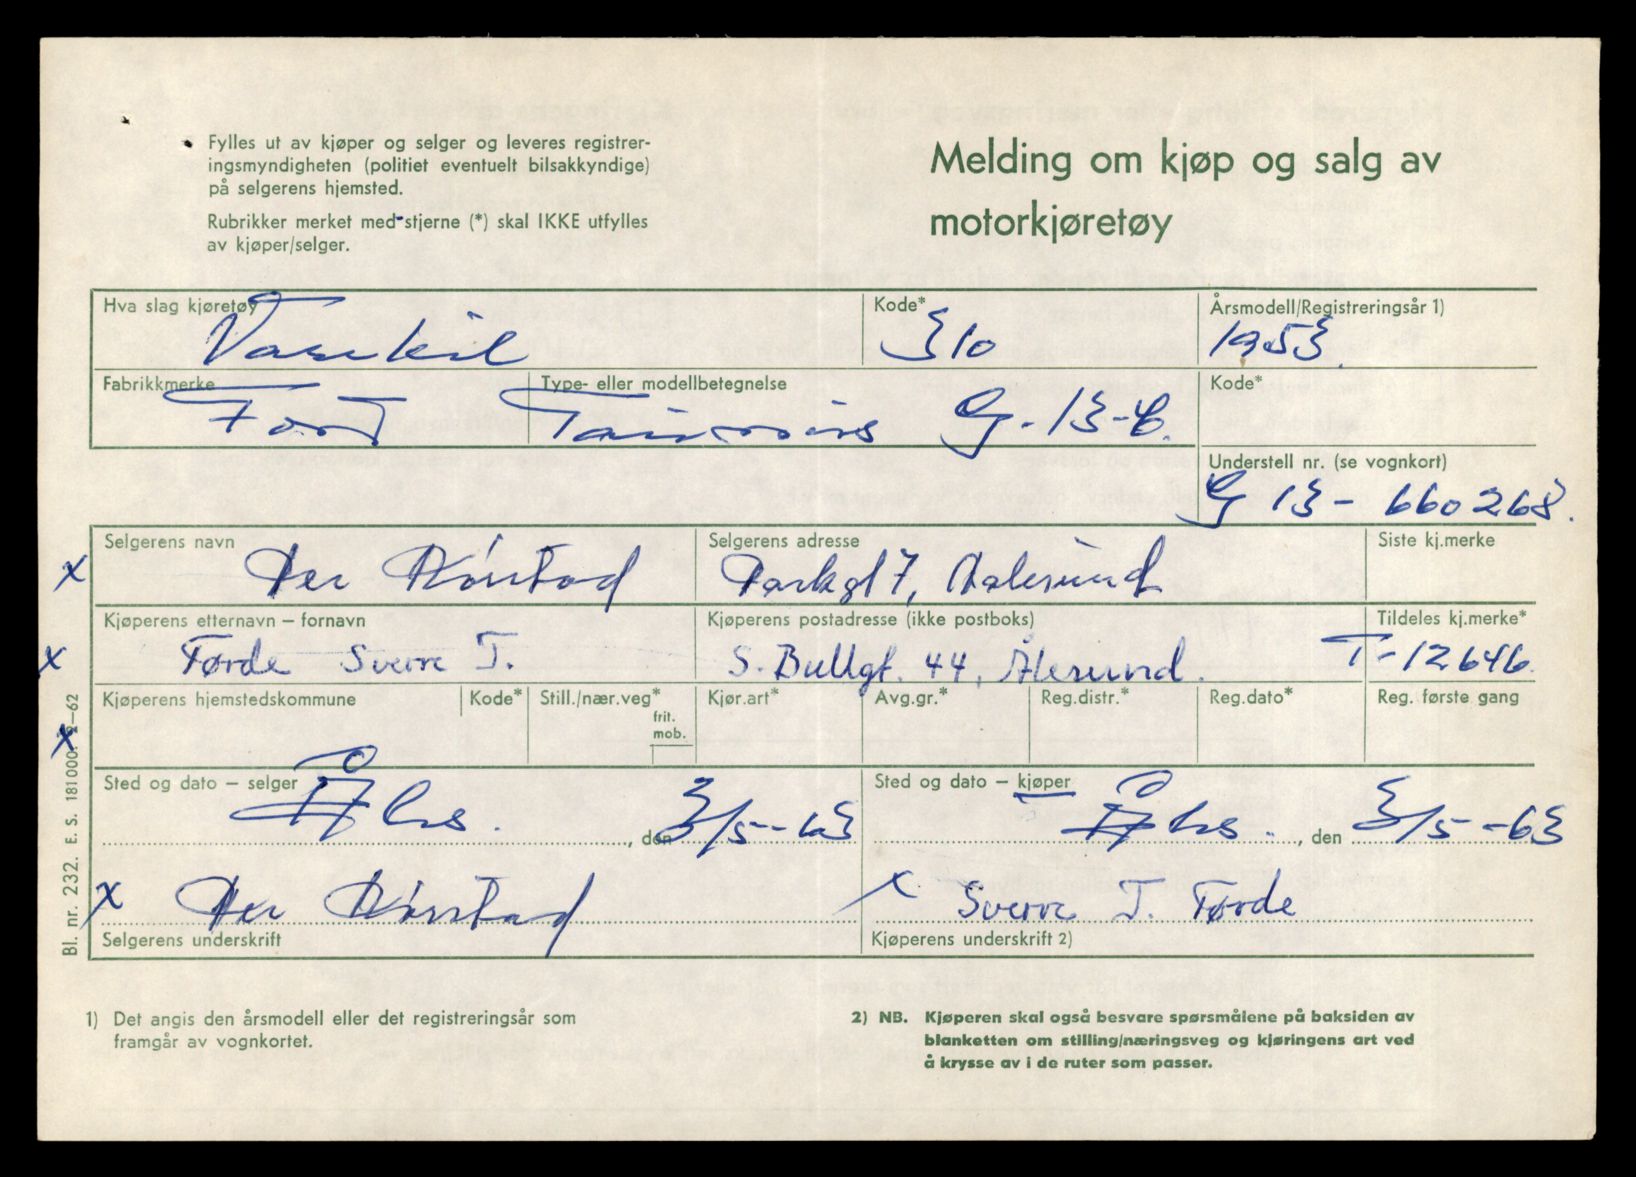 Fylles ut av kjøper og selger og leveres registrer-
ingsmyndigheten (politiet eventuelt bilsakkyndige)
på selgerens hjemsted.
Rubrikker merket med stjerne (*) skal IKKE utfylles
av kjøper/selger.
Melding om kjøp og salg av
motorkjøretøy
Hva slag kjøretøy
Varebil
Kode*
310
Årsmodell/Registreringsår 1)
1953
Fabrikkmerke
Ford
Type- eller modellbetegnelse
Taunus G-13-C.
Kode*
Understell nr. (se vognkort)
G 13 - 660268.
Selgerens navn
Per
Selgerens adresse
Parkgt 7, Aalesund
Siste kj.merke
Kjøperens etternavn – fornavn
Førde Sverre T.
Kjøperens postadresse (ikke postboks)
S. Bullgt. 44, Ålesund.
Tildeles kj.merke*
T-12646
Kjøperens hjemstedskommune
Kode*
Still./nær.veg*
frit.
mob.
Kjør.art*
Avg.gr.*
Reg.distr.*
Reg.dato*
Reg. første gang
Sted og dato – selger
Åls. , den 3/5-63
Sted og dato – kjøper
Åls. , den 3/5-63
x Per
Selgerens underskrift
x Sverre T. Førde
Kjøperens underskrift 2)
Bl. nr. 232. E. S. 181000. 12–62
1) Det angis den årsmodell eller det registreringsår som
framgår av vognkortet.
2) NB. Kjøperen skal også besvare spørsmålene på baksiden av
blanketten om stilling/næringsveg og kjøringens art ved
å krysse av i de ruter som passer.